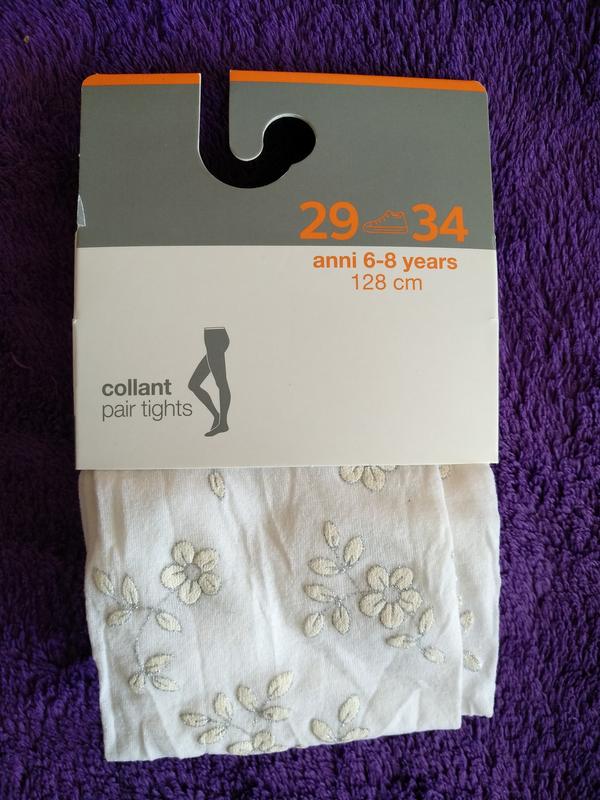 29 34
anni 6-8 years
128 cm
collant
pair tights